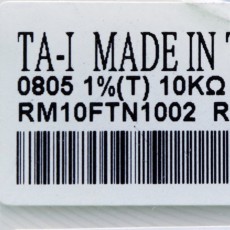 TA-I MADE IN T
0805 1%(T) 10KΩ
RM10FTN1002 R